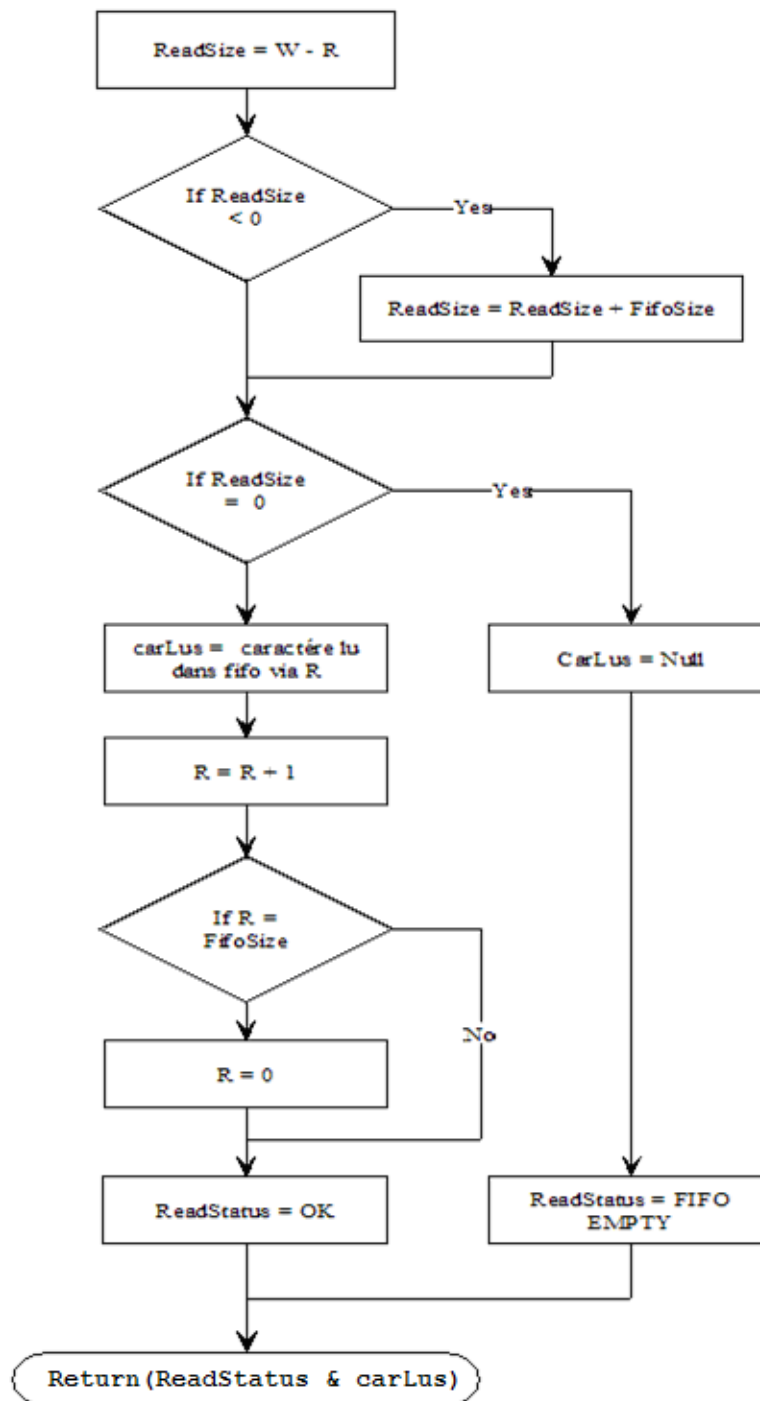 ReadSize = W - R
If ReadSize
< 0
Yes
ReadSize = ReadSize + FifoSize
If ReadSize
= 0
Yes
carLus = caractére lu
dans fifo via R
CarLus = Null
R = R + 1
If R =
FifoSize
No
R = 0
ReadStatus = OK
ReadStatus = FIFO
EMPTY
Return(ReadStatus & carLus)